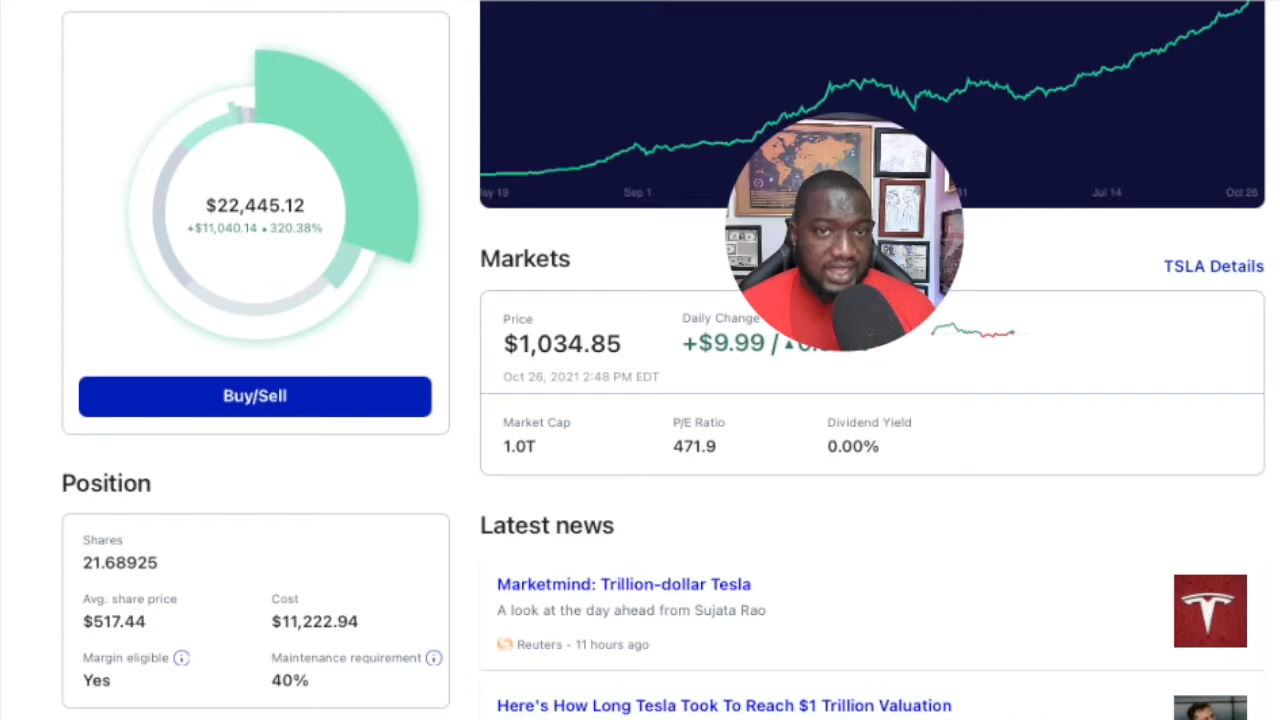 $22,445.12
+$11,040.14 ▲ 320.38%
Buy/Sell
Position
Shares
21.68925
Avg. share price
$517.44
Cost
$11,222.94
Margin eligible
Yes
Maintenance requirement
40%
Sep 1
Jul 14
Oct 26
Markets
TSLA Details
Price
$1,034.85
Oct 26, 2021 2:48 PM EDT
Daily Change
+$9.99 / ▲
Market Cap
1.0T
P/E Ratio
471.9
Dividend Yield
0.00%
Latest news
Marketmind: Trillion-dollar Tesla
A look at the day ahead from Sujata Rao
Reuters - 11 hours ago
Here's How Long Tesla Took To Reach $1 Trillion Valuation